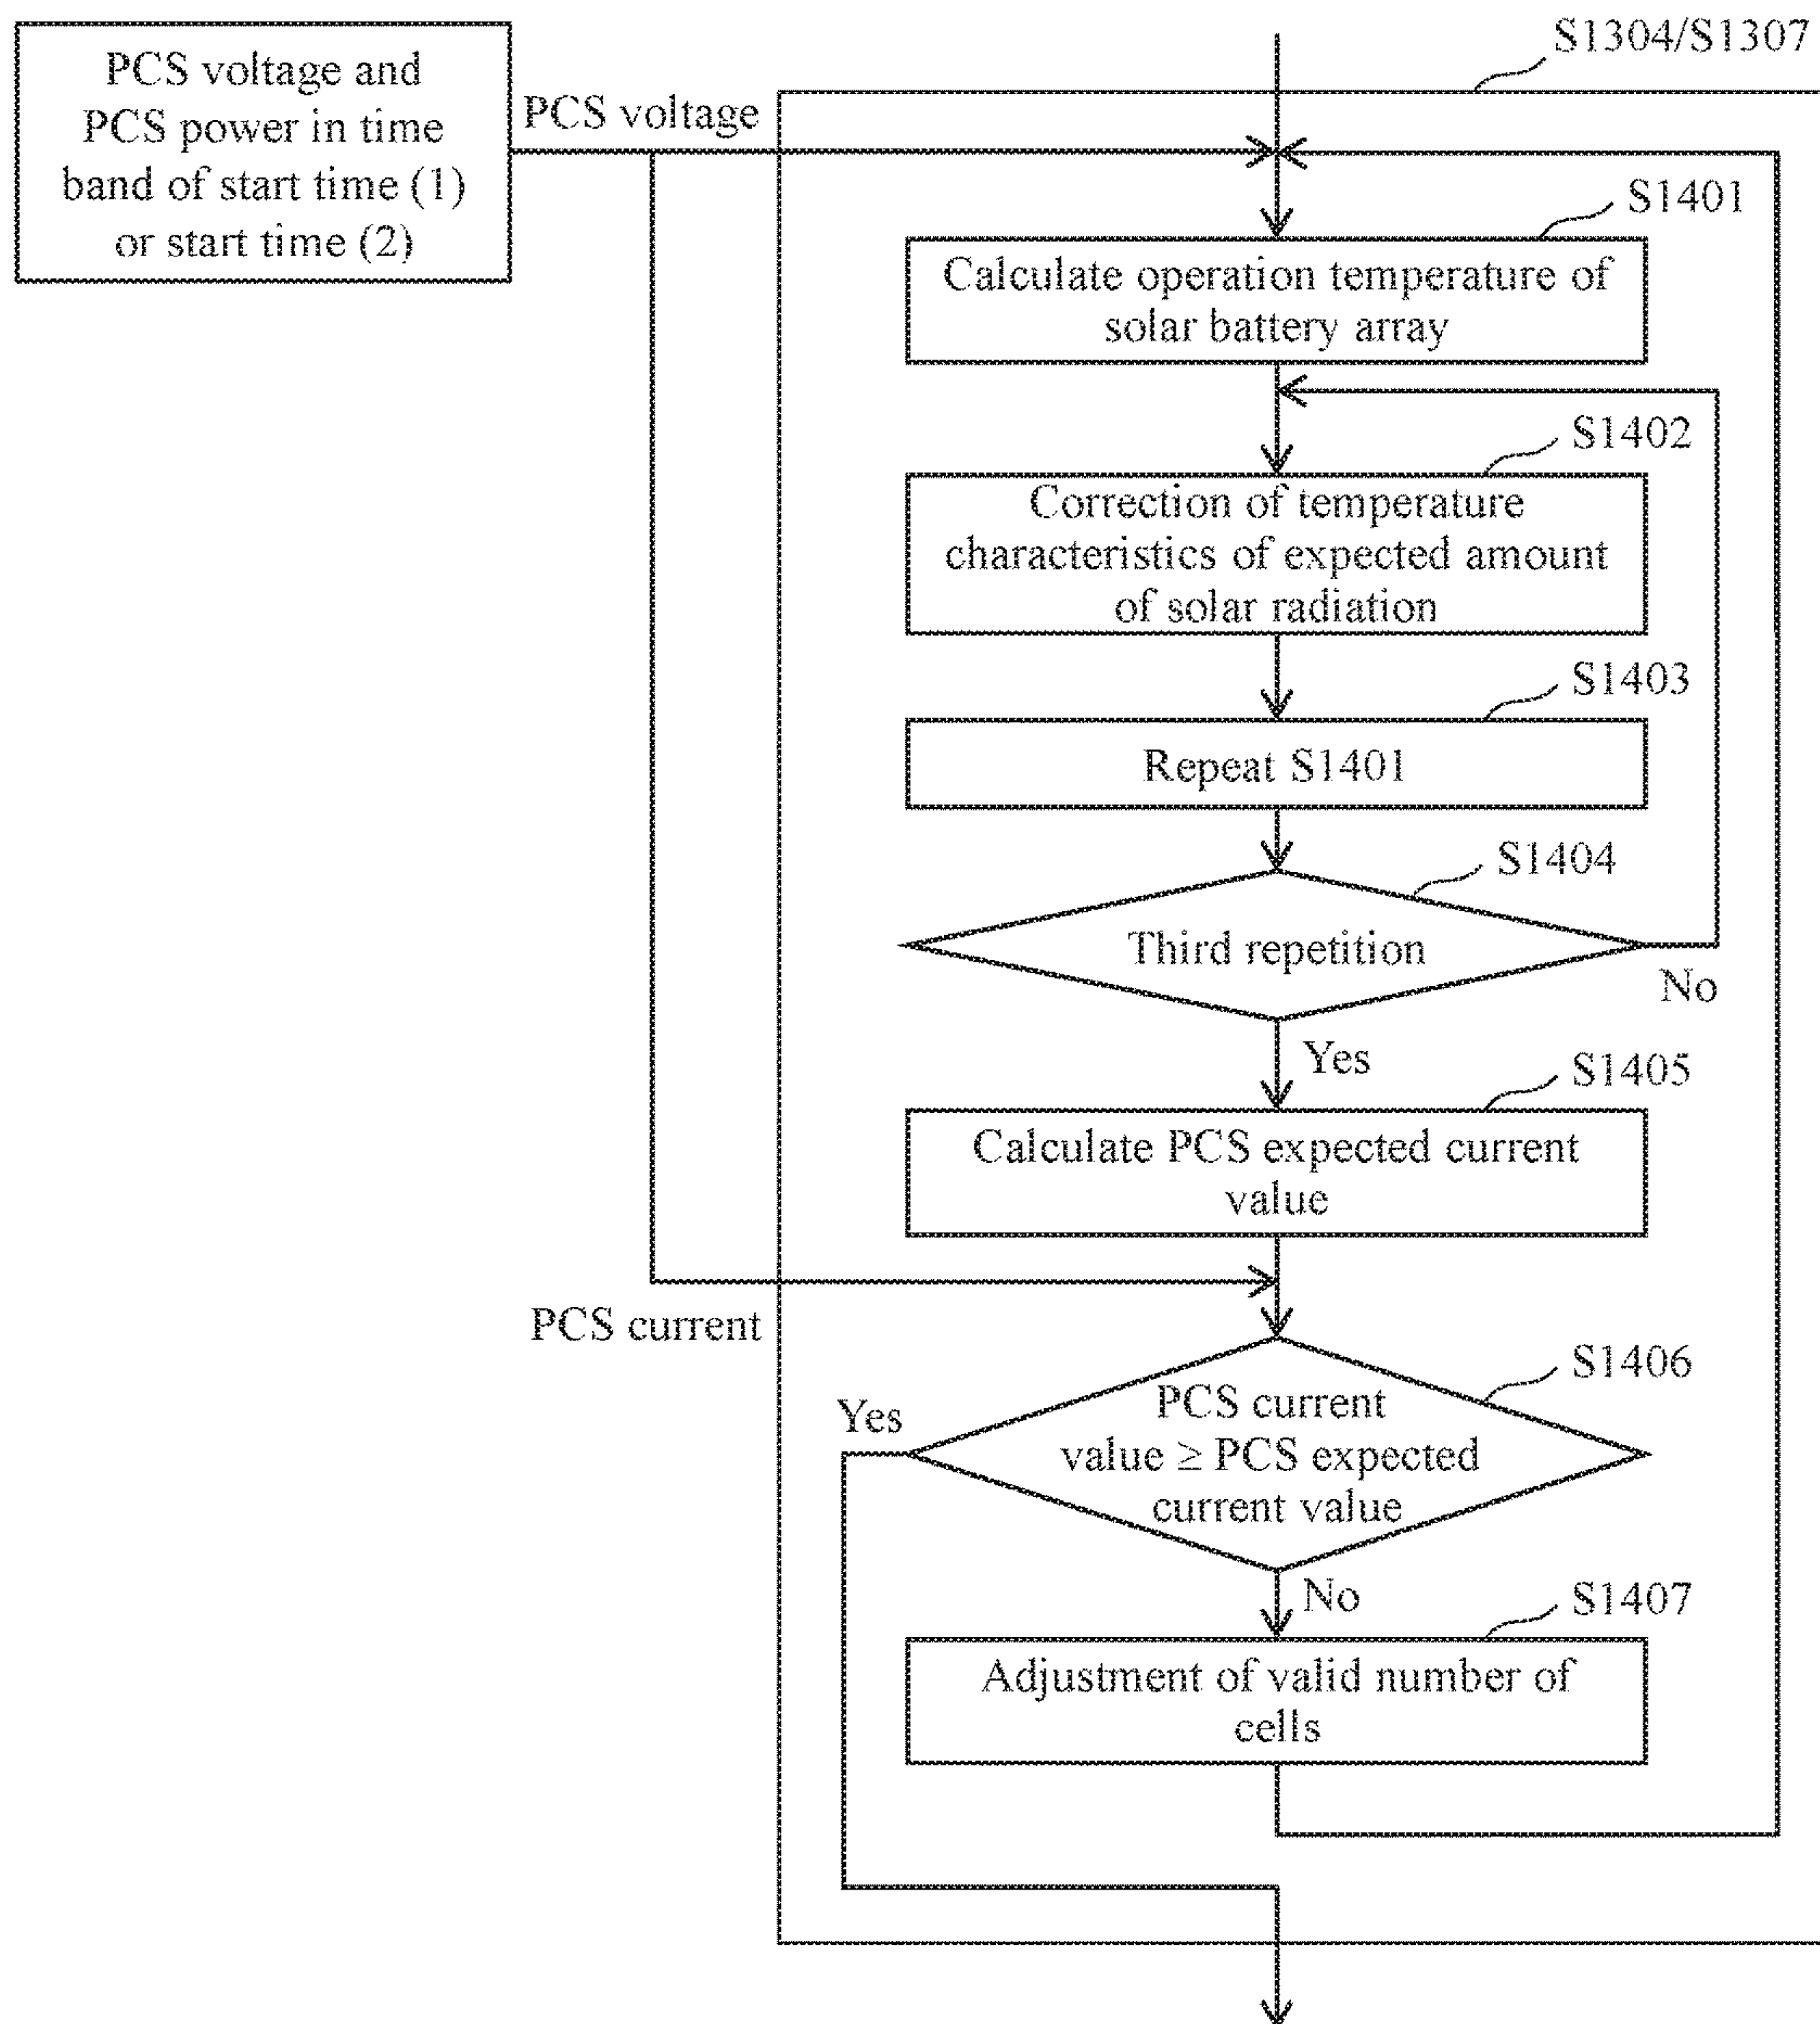 S1304/S1307
PCS voltage and
PCS power in time
band of start time (1)
or start time (2)
PCS voltage
S1401
Calculate operation temperature of
solar battery array
S1402
Correction of temperature
characteristics of expected amount
of solar radiation
S1403
Repeat S1401
S1404
Third repetition
No
Yes
S1405
Calculate PCS expected current
value
PCS current
S1406
Yes
PCS current
value ≥ PCS expected
current value
No
S1407
Adjustment of valid number of
cells